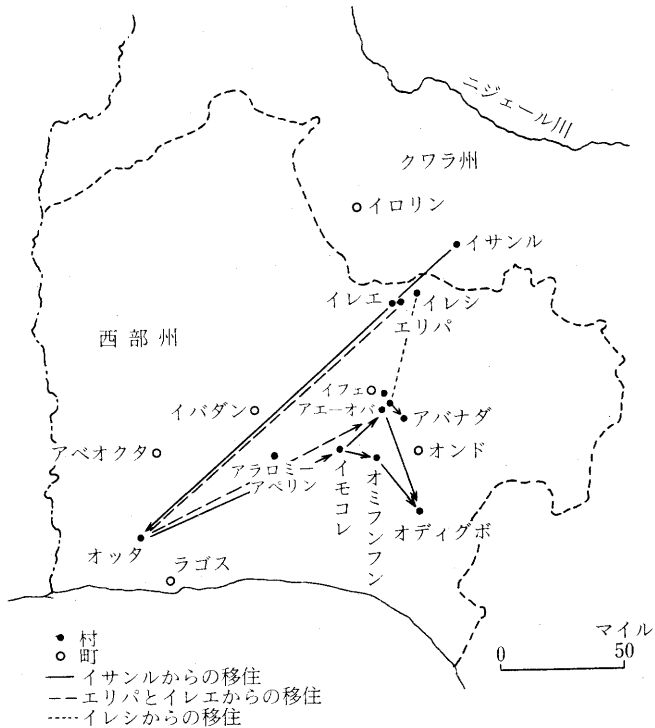 ニジェール川
クワラ州
イロリン
イサンル
イレエ
イレシ
エリパ
西部州
イフェ
アエーオバ
アバナダ
イバダン
アベオクタ
オンド
アラロミー
アペリン
イモコレ
オミフンフン
オディグボ
オッタ
ラゴス
マイル
0 50
村
町
イサンルからの移住
エリパとイレエからの移住
イレシからの移住